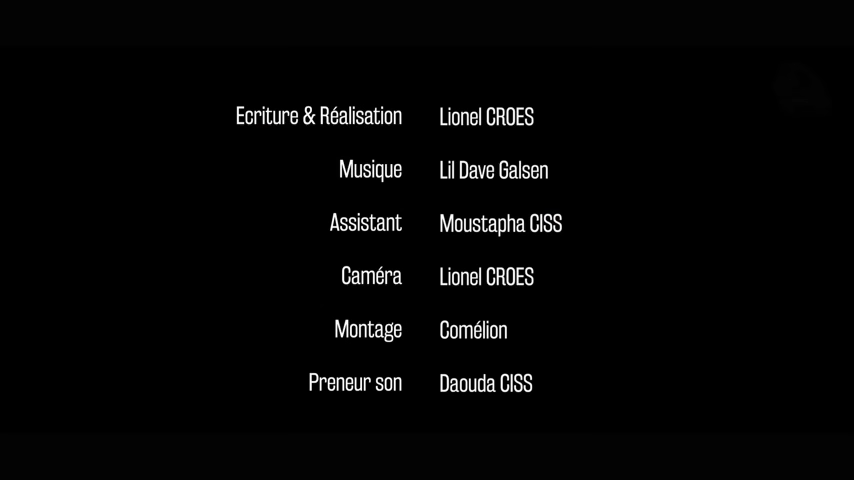 Ecriture & Réalisation Lionel CROES
Musique Lil Dave Galsen
Assistant Moustapha CISS
Caméra Lionel CROES
Montage Comélion
Preneur son Daouda CISS